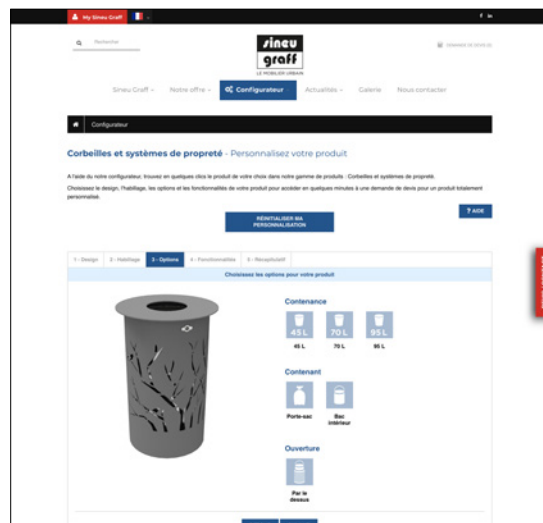 My Sineu Graff
f in
Rechercher
sineu
graff
LE MOBILIER URBAIN
DEMANDE DE DEVIS (0)
Sineu Graff
Notre offre
Configurateur
Actualités
Galerie
Nous contacter
Configurateur
Corbeilles et systèmes de propreté - Personnalisez votre produit
A l'aide du notre configurateur, trouvez en quelques clics le produit de votre choix dans notre gamme de produits : Corbeilles et systèmes de propreté.
Choisissez le design, l'habillage, les options et les fonctionnalités de votre produit pour accéder en quelques minutes à une demande de devis pour un produit totalement
personnalisé.
? AIDE
RÉINITIALISER MA
PERSONNALISATION
1 - Design
2 - Habillage
3 - Options
4 - Fonctionnalités
5 - Récapitulatif
Choisissez les options pour votre produit
Contenance
45 L
70 L
95 L
45 L
70 L
95 L
Contenant
Porte-sac
Bac
intérieur
Ouverture
Par le
dessus